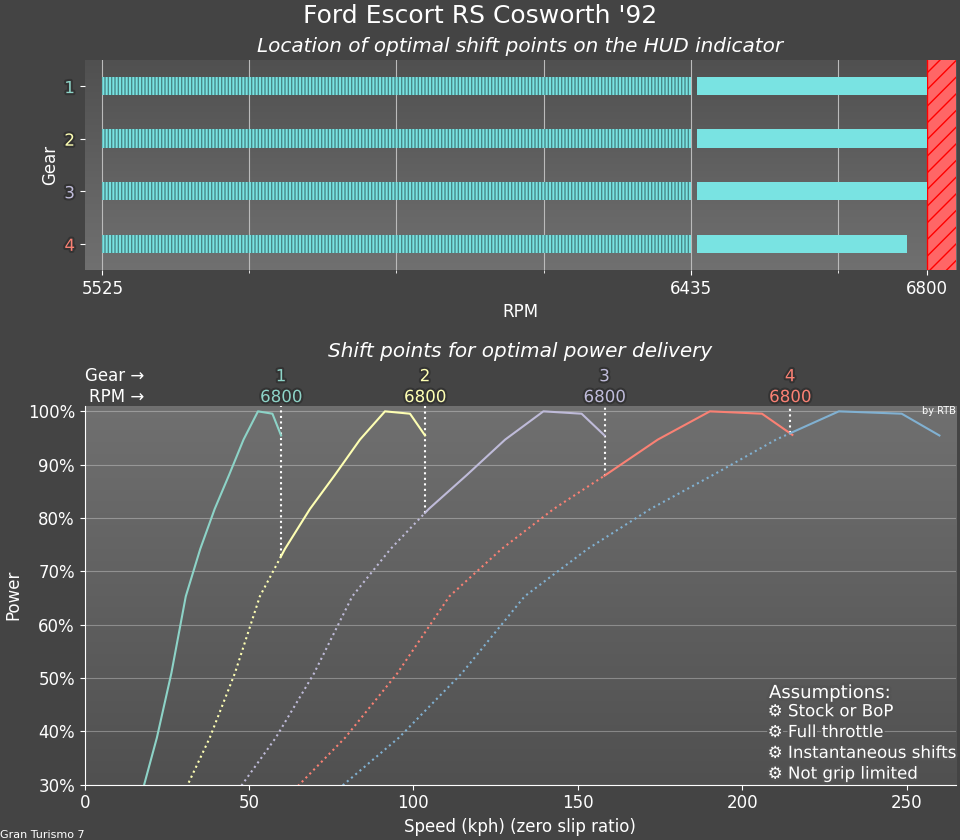 Ford Escort RS Cosworth '92
Location of optimal shift points on the HUD indicator
Gear
1
2
3
4
5525 6435 6800
RPM
Shift points for optimal power delivery
Gear → 1 2 3 4
RPM → 6800 6800 6800 6800
by RTB
Power
100%
90%
80%
70%
60%
50%
40%
30%
Assumptions:
⚙ Stock or BoP
⚙ Full throttle
⚙ Instantaneous shifts
⚙ Not grip limited
0 50 100 150 200 250
Speed (kph) (zero slip ratio)
Gran Turismo 7